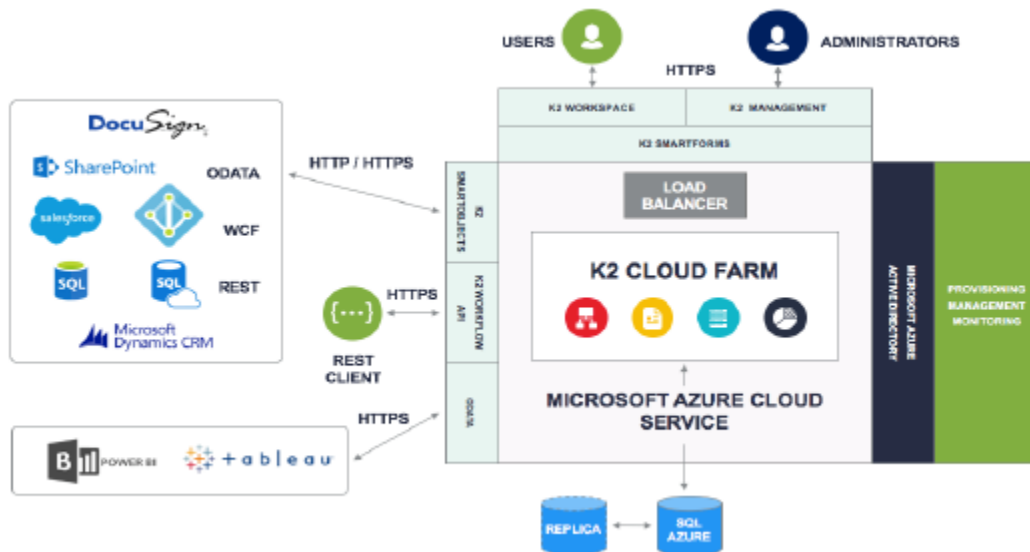 USERS
ADMINISTRATORS
HTTPS
K2 WORKSPACE
K2 MANAGEMENT
K2 SMARTFORMS
DocuSign
SharePoint
ODATA
salesforce
WCF
SQL
SQL
REST
Microsoft
Dynamics CRM
HTTP / HTTPS
K2
SMARTOBJECTS
LOAD
BALANCER
K2 CLOUD FARM
HTTPS
{...}
REST
CLIENT
K2 WORKFLOW
API
MICROSOFT AZURE CLOUD
SERVICE
MICROSOFT AZURE
ACTIVE DIRECTORY
PROVISIONING
MANAGEMENT
MONITORING
HTTPS
ODATA
POWER BI
+ableau
REPLICA
SQL
AZURE